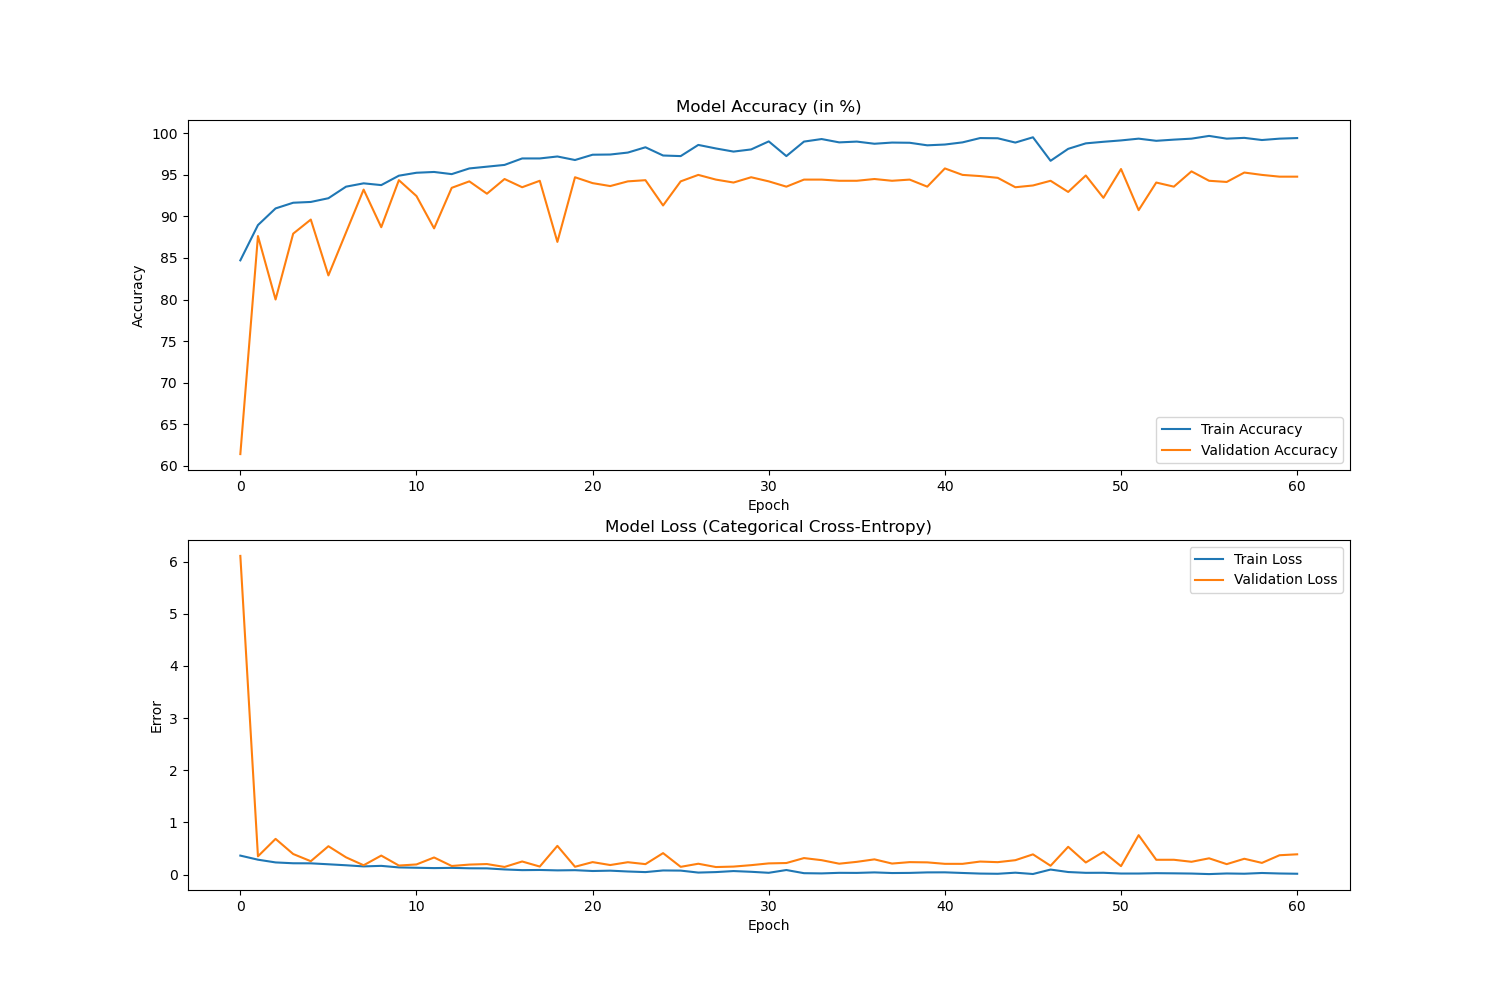 Model Accuracy (in %)
100
95
90
85
80
75
70
65
60
Accuracy
Train Accuracy
Validation Accuracy
0 10 20 30 40 50 60
Epoch
Model Loss (Categorical Cross-Entropy)
6
5
4
3
2
1
0
Error
Train Loss
Validation Loss
0 10 20 30 40 50 60
Epoch